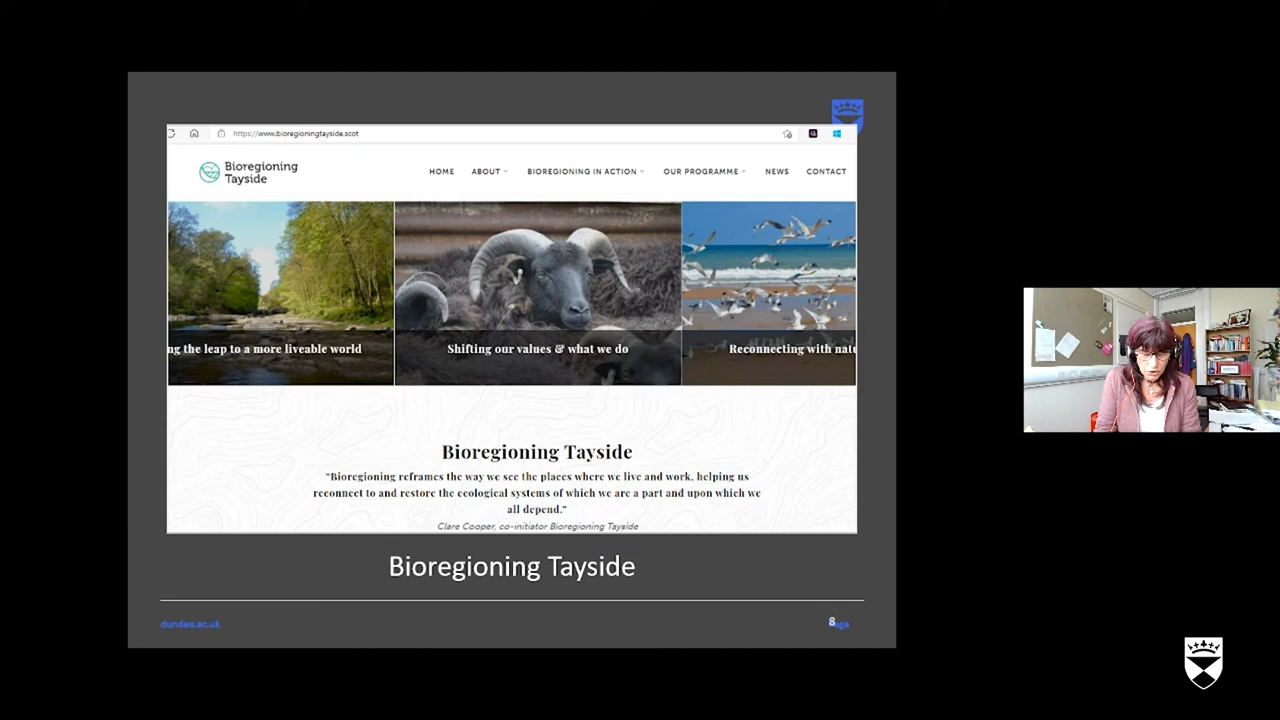 https://www.bioregioningtayside.scot
Bioregioning
Tayside
HOME ABOUT BIOREGIONING IN ACTION OUR PROGRAMME NEWS CONTACT
ng the leap to a more liveable world
Shifting our values & what we do
Reconnecting with natu
Bioregioning Tayside
“Bioregioning reframes the way we see the places where we live and work, helping us
reconnect to and restore the ecological systems of which we are a part and upon which we
all depend.”
Clare Cooper, co-initiator Bioregioning Tayside
Bioregioning Tayside
dundee.ac.uk
8